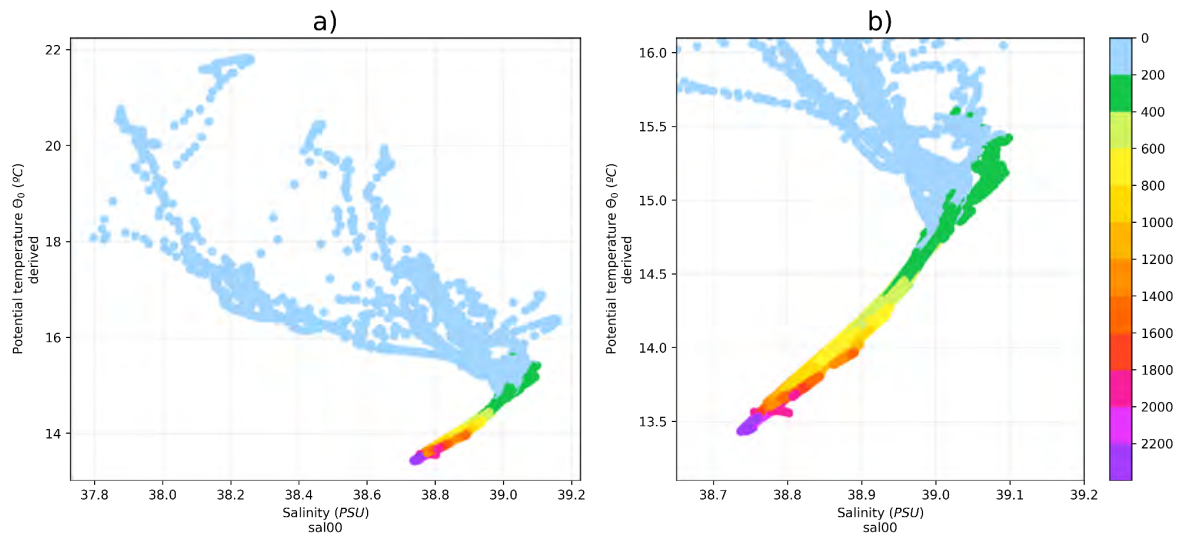 a)
22
20
18
16
14
37.8 38.0 38.2 38.4 38.6 38.8 39.0 39.2
Potential temperature Θ₀ (ºC)
derived
Salinity (PSU)
sal00
b)
16.0
15.5
15.0
14.5
14.0
13.5
38.7 38.8 38.9 39.0 39.1 39.2
Potential temperature Θ₀ (ºC)
derived
Salinity (PSU)
sal00
0
200
400
600
800
1000
1200
1400
1600
1800
2000
2200